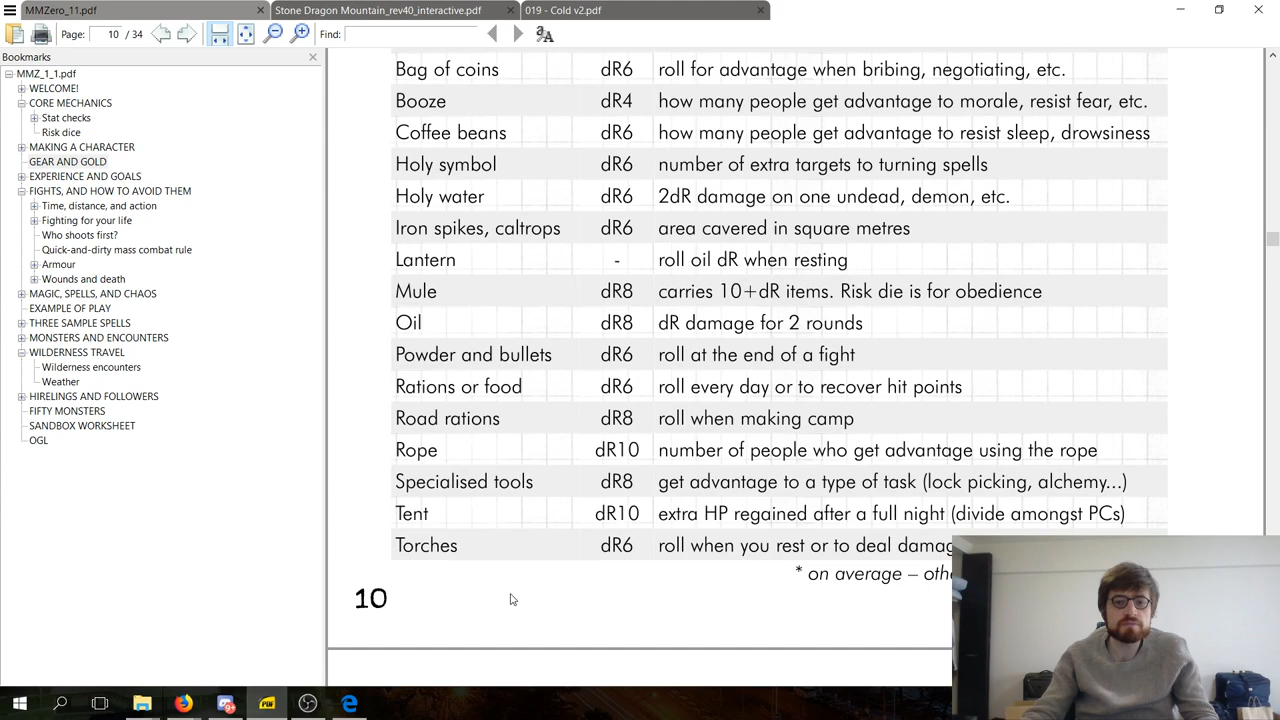 MMZero_11.pdf
Stone Dragon Mountain_rev40_interactive.pdf
019 - Cold v2.pdf
Page: 10 / 34
Find:
Bookmarks
MMZ_1_1.pdf
WELCOME!
CORE MECHANICS
Stat checks
Risk dice
MAKING A CHARACTER
GEAR AND GOLD
EXPERIENCE AND GOALS
FIGHTS, AND HOW TO AVOID THEM
Time, distance, and action
Fighting for your life
Who shoots first?
Quick-and-dirty mass combat rule
Armour
Wounds and death
MAGIC, SPELLS, AND CHAOS
EXAMPLE OF PLAY
THREE SAMPLE SPELLS
MONSTERS AND ENCOUNTERS
WILDERNESS TRAVEL
Wilderness encounters
Weather
HIRELINGS AND FOLLOWERS
FIFTY MONSTERS
SANDBOX WORKSHEET
OGL
Bag of coins dR6 roll for advantage when bribing, negotiating, etc.
Booze dR4 how many people get advantage to morale, resist fear, etc.
Coffee beans dR6 how many people get advantage to resist sleep, drowsiness
Holy symbol dR6 number of extra targets to turning spells
Holy water dR6 2dR damage on one undead, demon, etc.
Iron spikes, caltrops dR6 area cavered in square metres
Lantern - roll oil dR when resting
Mule dR8 carries 10+dR items. Risk die is for obedience
Oil dR8 dR damage for 2 rounds
Powder and bullets dR6 roll at the end of a fight
Rations or food dR6 roll every day or to recover hit points
Road rations dR8 roll when making camp
Rope dR10 number of people who get advantage using the rope
Specialised tools dR8 get advantage to a type of task (lock picking, alchemy...)
Tent dR10 extra HP regained after a full night (divide amongst PCs)
Torches dR6 roll when you rest or to deal
* on average –
10